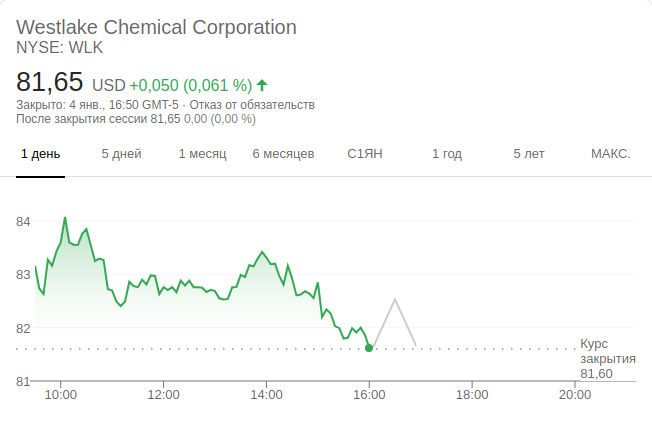 Westlake Chemical Corporation
NYSE: WLK
81,65 USD +0,050 (0,061 %)
Закрыто: 4 янв., 16:50 GMT-5 · Отказ от обязательств
После закрытия сессии 81,65 0,00 (0,00 %)
1 день 5 дней 1 месяц 6 месяцев С1ЯН 1 год 5 лет МАКС.
84
83
82
Курс
закрытия
81,60
81
10:00 12:00 14:00 16:00 18:00 20:00